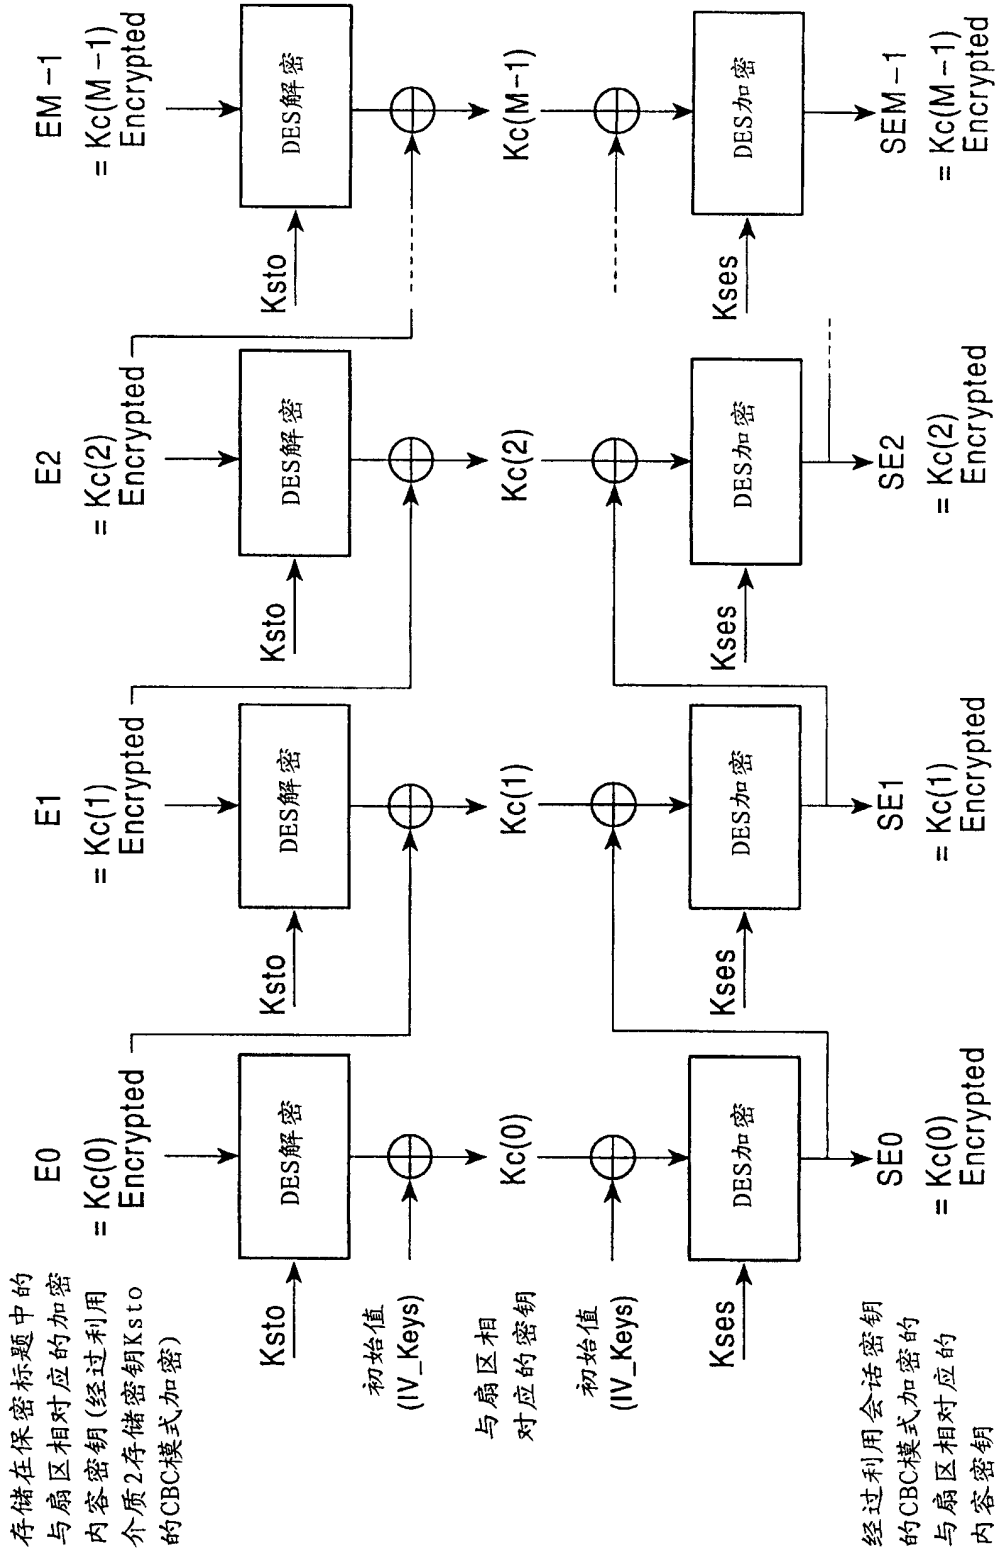 存储在保密标题中的
与扇区相对应的加密
内容密钥(经过利用
介质2存储密钥Ksto
的CBC模式加密)
E0
= Kc(0)
Encrypted
E1
= Kc(1)
Encrypted
E2
= Kc(2)
Encrypted
EM-1
= Kc(M-1)
Encrypted
Ksto
DES解密
Ksto
DES解密
Ksto
DES解密
Ksto
DES解密
初始值
(IV_Keys)
与扇区相
对应的密钥
Kc(0)
Kc(1)
Kc(2)
Kc(M-1)
初始值
(IV_Keys)
Kses
DES加密
Kses
DES加密
Kses
DES加密
Kses
DES加密
经过利用会话密钥
的CBC模式加密的
与扇区相对应的
内容密钥
SE0
= Kc(0)
Encrypted
SE1
= Kc(1)
Encrypted
SE2
= Kc(2)
Encrypted
SEM-1
= Kc(M-1)
Encrypted